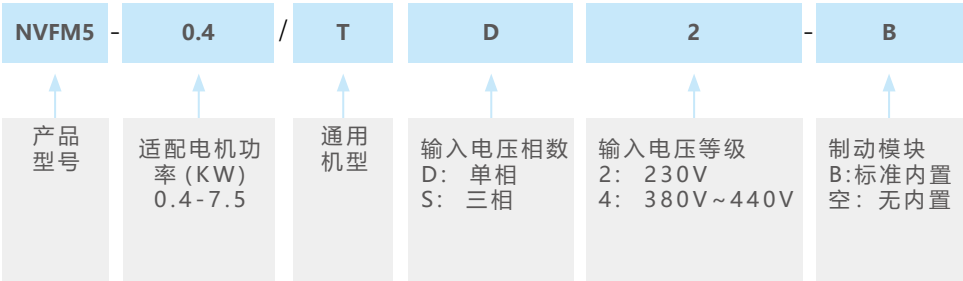 NVFM5 - 0.4 / T D 2 - B
产品
型号
适配电机功
率(KW)
0.4-7.5
通用
机型
输入电压相数
D: 单相
S: 三相
输入电压等级
2: 230V
4: 380V~440V
制动模块
B:标准内置
空: 无内置